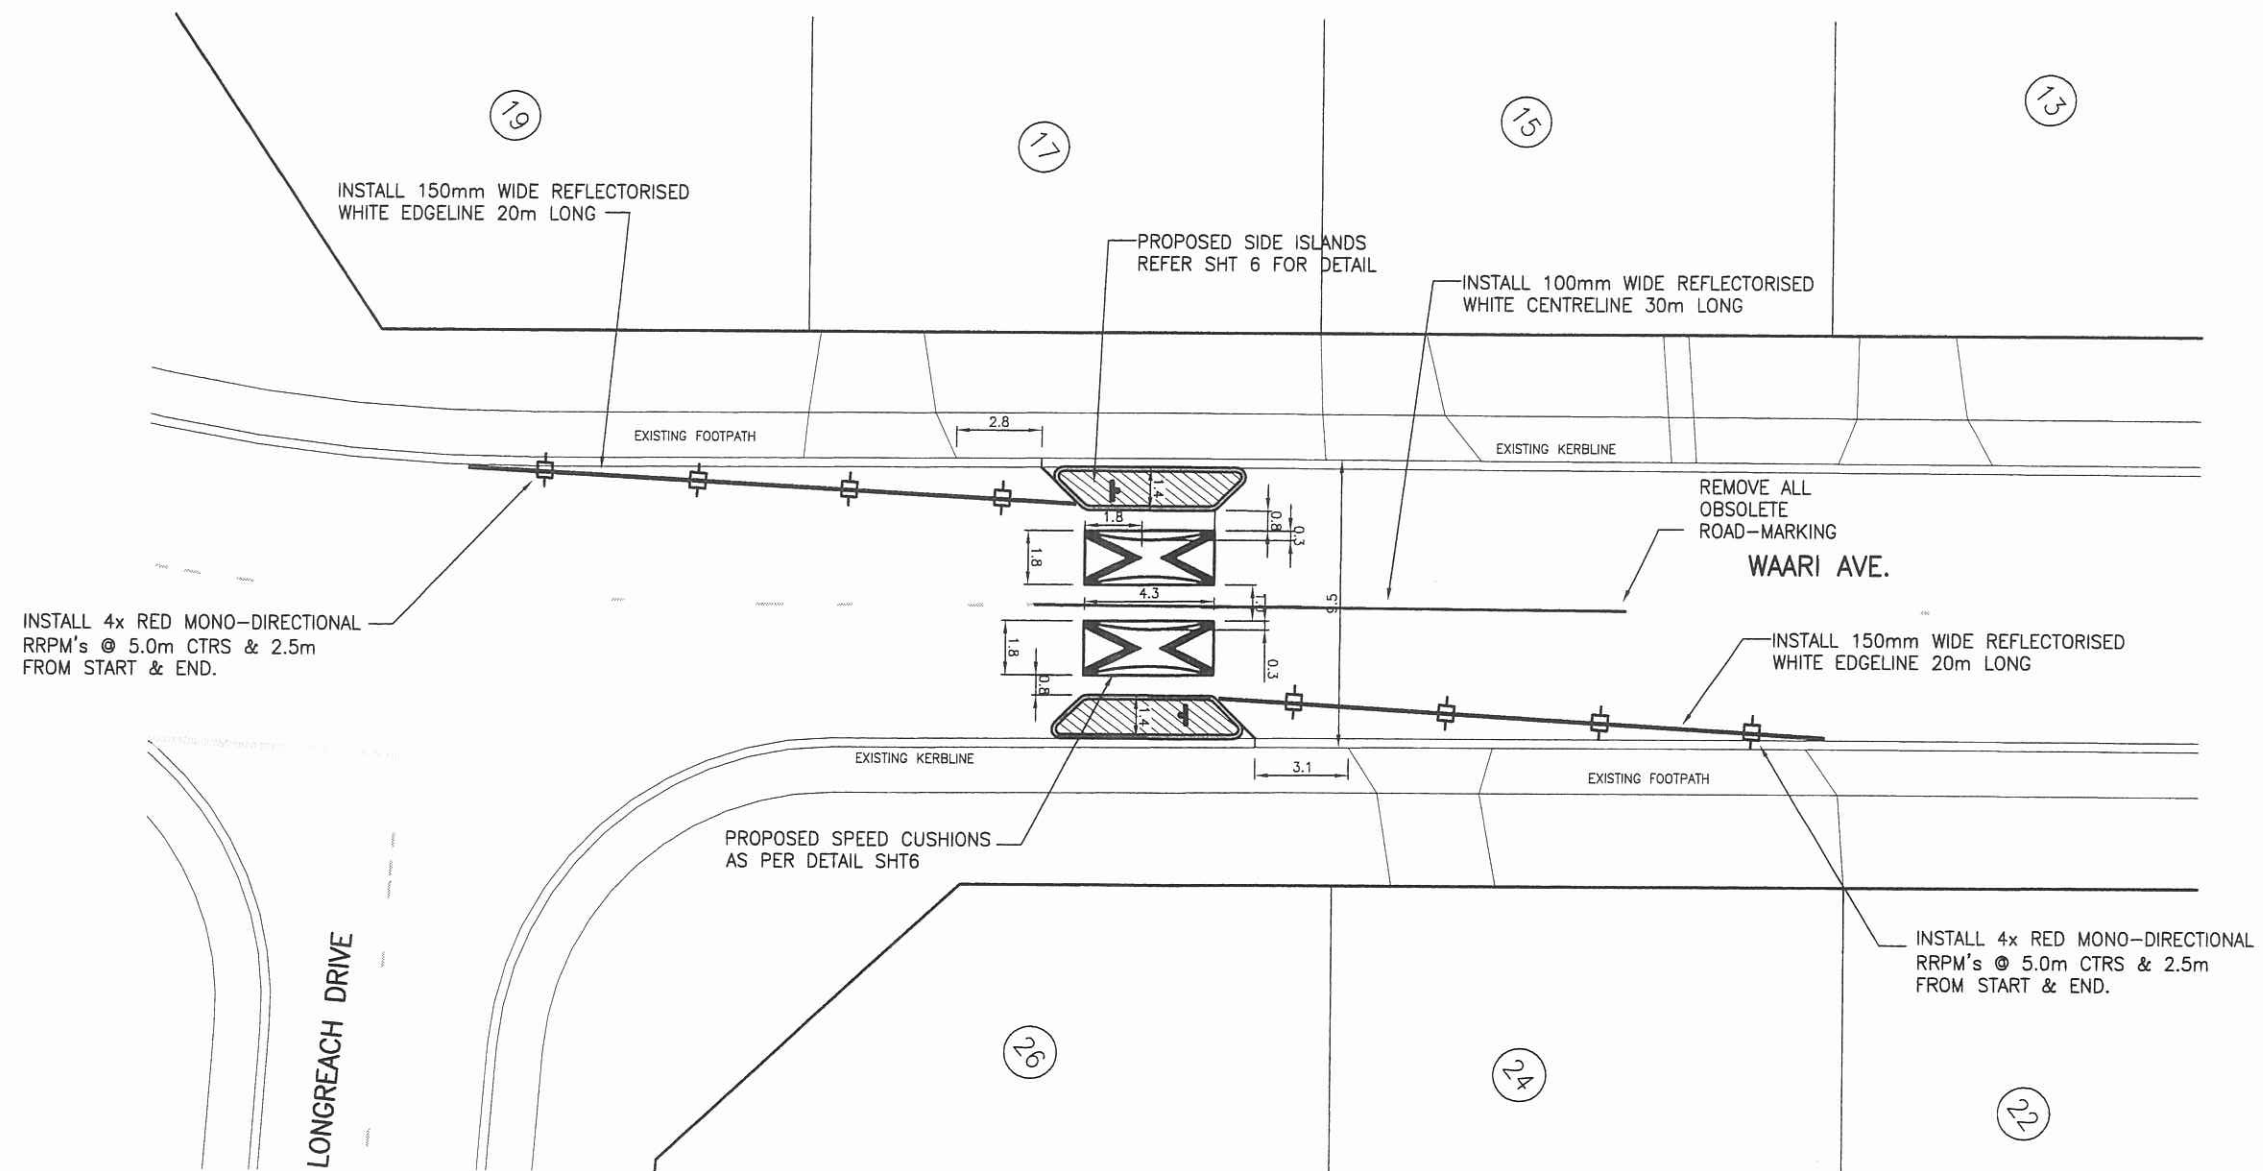 19
17
15
13
INSTALL 150mm WIDE REFLECTORISED
WHITE EDGELINE 20m LONG
PROPOSED SIDE ISLANDS
REFER SHT 6 FOR DETAIL
INSTALL 100mm WIDE REFLECTORISED
WHITE CENTRELINE 30m LONG
2.8
EXISTING FOOTPATH
EXISTING KERBLINE
1.4
1.8
0.8
0.3
REMOVE ALL
OBSOLETE
ROAD-MARKING
WAARI AVE.
1.8
4.3
1.0
9.5
INSTALL 4x RED MONO-DIRECTIONAL
RRPM's @ 5.0m CTRS & 2.5m
FROM START & END.
1.8
0.3
0.8
1.4
INSTALL 150mm WIDE REFLECTORISED
WHITE EDGELINE 20m LONG
EXISTING KERBLINE
3.1
EXISTING FOOTPATH
PROPOSED SPEED CUSHIONS
AS PER DETAIL SHT6
INSTALL 4x RED MONO-DIRECTIONAL
RRPM's @ 5.0m CTRS & 2.5m
FROM START & END.
LONGREACH DRIVE
26
24
22